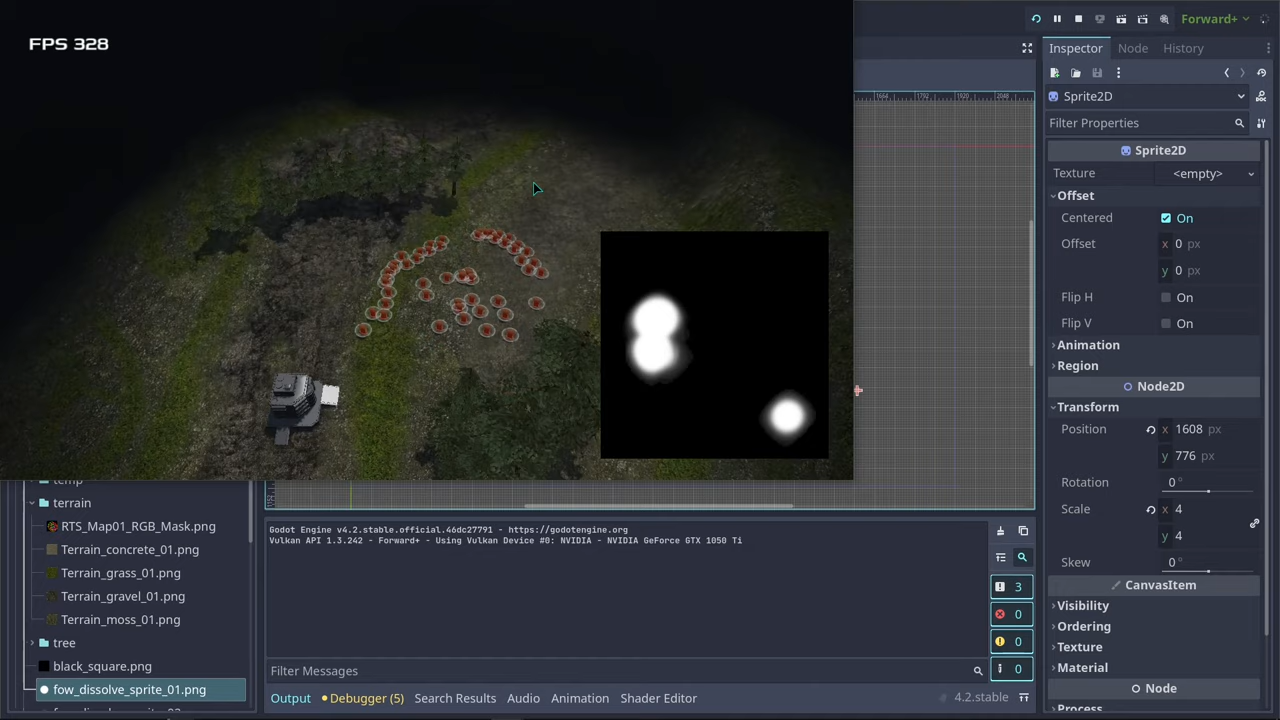 FPS 328
Forward+
Inspector
Node
History
Sprite2D
Filter Properties
Sprite2D
Texture
<empty>
Offset
Centered
On
Offset
x 0 px
y 0 px
Flip H
On
Flip V
On
Animation
Region
Node2D
Transform
Position
x 1608 px
y 776 px
Rotation
0 °
Scale
x 4
y 4
Skew
0 °
CanvasItem
Visibility
Ordering
Texture
Material
Node
Process
1664
1792
1920
2048
temp
terrain
RTS_Map01_RGB_Mask.png
Terrain_concrete_01.png
Terrain_grass_01.png
Terrain_gravel_01.png
Terrain_moss_01.png
tree
black_square.png
fow_dissolve_sprite_01.png
Godot Engine v4.2.stable.official.46dc27791 - https://godotengine.org
Vulkan API 1.3.242 - Forward+ - Using Vulkan Device #0: NVIDIA - NVIDIA GeForce GTX 1050 Ti
3
0
0
0
Filter Messages
Output
Debugger (5)
Search Results
Audio
Animation
Shader Editor
4.2.stable